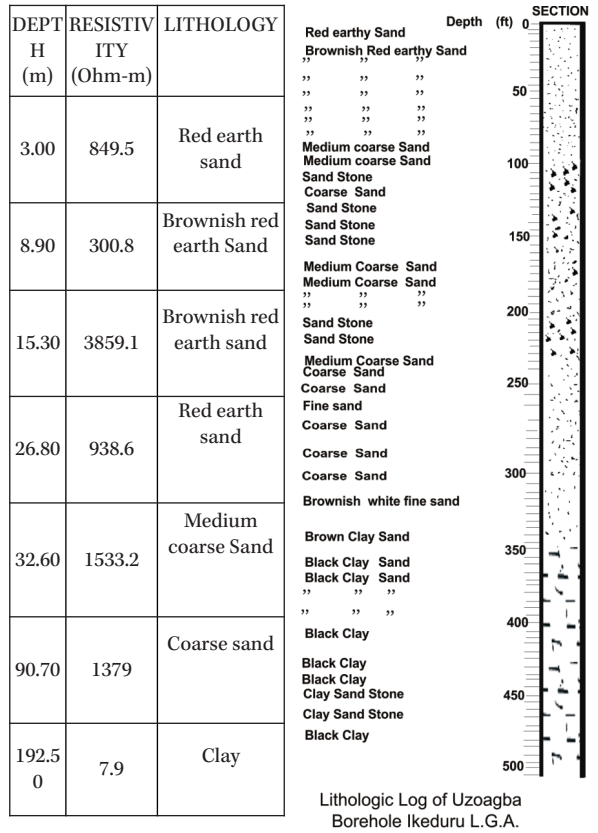 DEPT RESISTIV LITHOLOGY
H ITY
(m) (Ohm-m)
3.00 849.5 Red earth
sand
8.90 300.8 Brownish red
earth Sand
15.30 3859.1 Brownish red
earth sand
26.80 938.6 Red earth
sand
32.60 1533.2 Medium
coarse Sand
90.70 1379 Coarse sand
192.5 7.9 Clay
0
Depth (ft) SECTION
0
50
100
150
200
250
300
350
400
450
500
Red earthy Sand
Brownish Red earthy Sand
,, ,, ,,
,, ,, ,,
,, ,, ,,
,, ,, ,,
,, ,, ,,
,, ,, ,,
Medium coarse Sand
Medium coarse Sand
Sand Stone
Coarse Sand
Sand Stone
Sand Stone
Sand Stone
Medium Coarse Sand
Medium Coarse Sand
,, ,, ,,
,, ,, ,,
Sand Stone
Sand Stone
Medium Coarse Sand
Coarse Sand
Coarse Sand
Fine sand
Coarse Sand
Coarse Sand
Coarse Sand
Brownish white fine sand
Brown Clay Sand
Black Clay Sand
Black Clay Sand
,, ,, ,,
,, ,, ,,
Black Clay
Black Clay
Black Clay
Clay Sand Stone
Clay Sand Stone
Black Clay
Lithologic Log of Uzoagba
Borehole Ikeduru L.G.A.